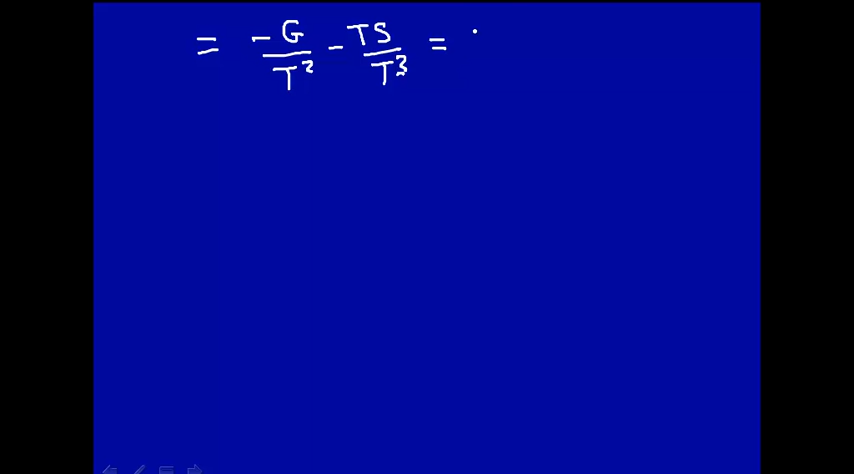 = -G/T² - TS/T³ =